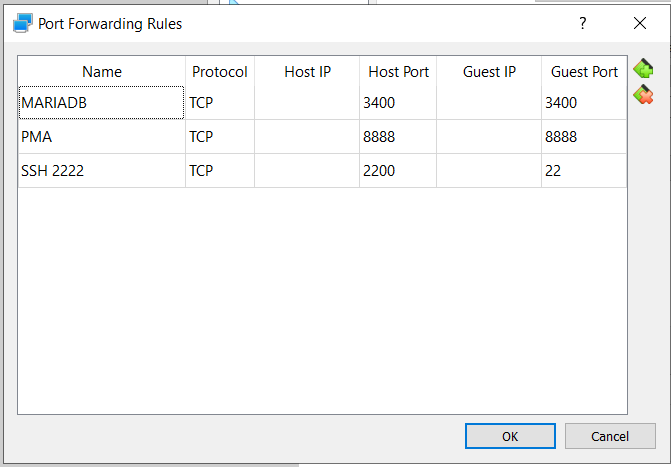 Port Forwarding Rules
? 
Name Protocol Host IP Host Port Guest IP Guest Port
MARIADB TCP 3400 3400
PMA TCP 8888 8888
SSH 2222 TCP 2200 22
OK Cancel